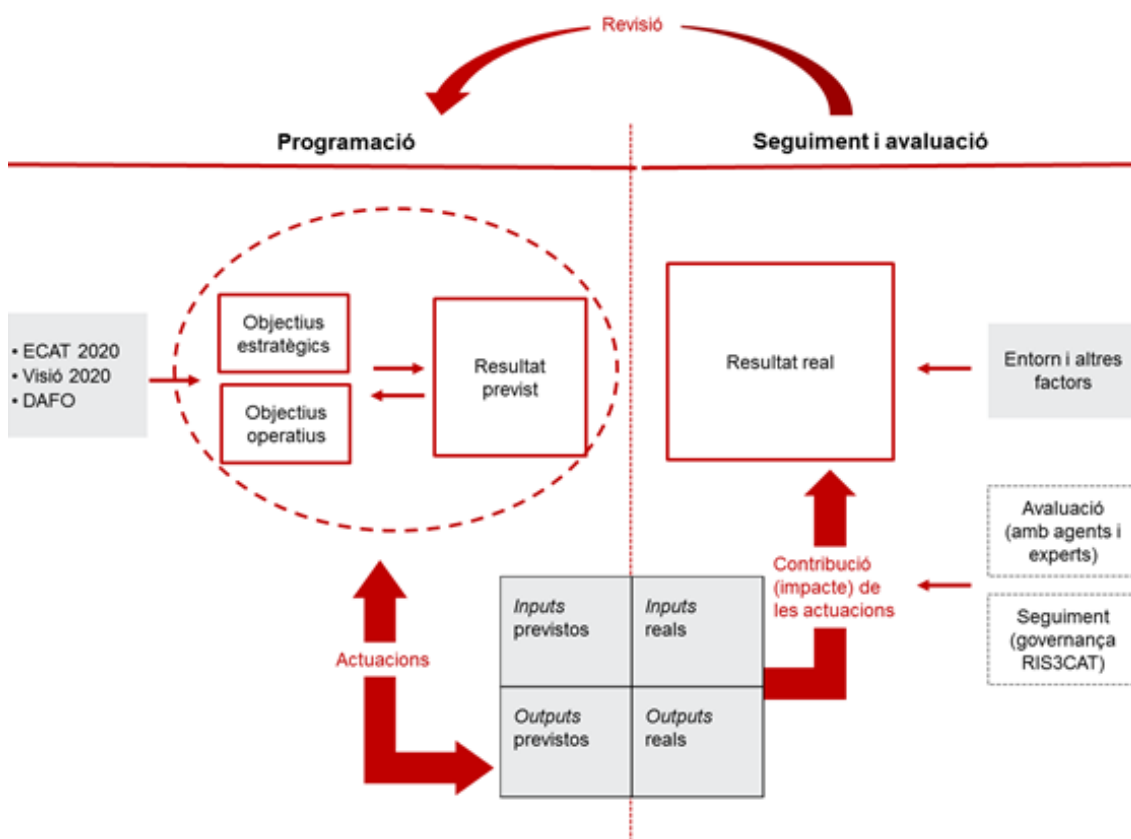 Revisió
Programació
Seguiment i avaluació
• ECAT 2020
• Visió 2020
• DAFO
Objectius
estratègics
Objectius
operatius
Resultat
previst
Resultat real
Entorn i altres
factors
Avaluació
(amb agents i
experts)
Seguiment
(governança
RIS3CAT)
Contribució
(impacte) de
les actuacions
Actuacions
Inputs
previstos
Inputs
reals
Outputs
previstos
Outputs
reals